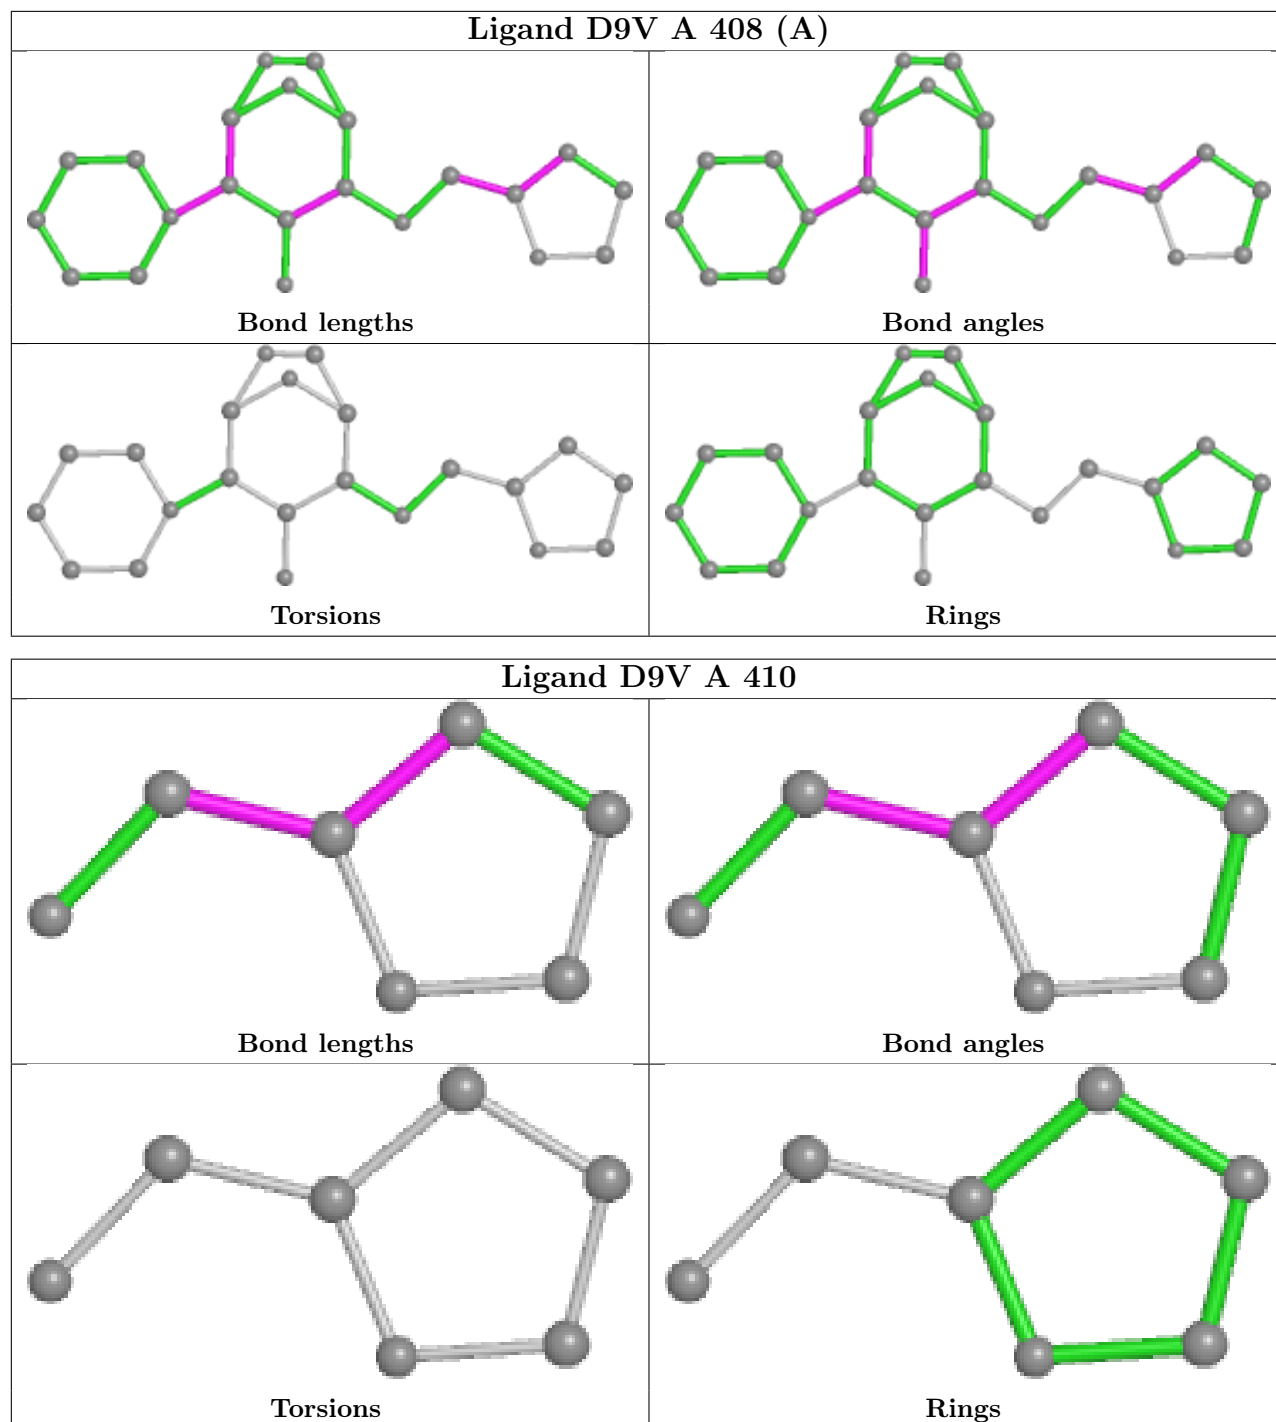 Ligand D9V A 408 (A)
Bond lengths
Bond angles
Torsions
Rings
Ligand D9V A 410
Bond lengths
Bond angles
Torsions
Rings